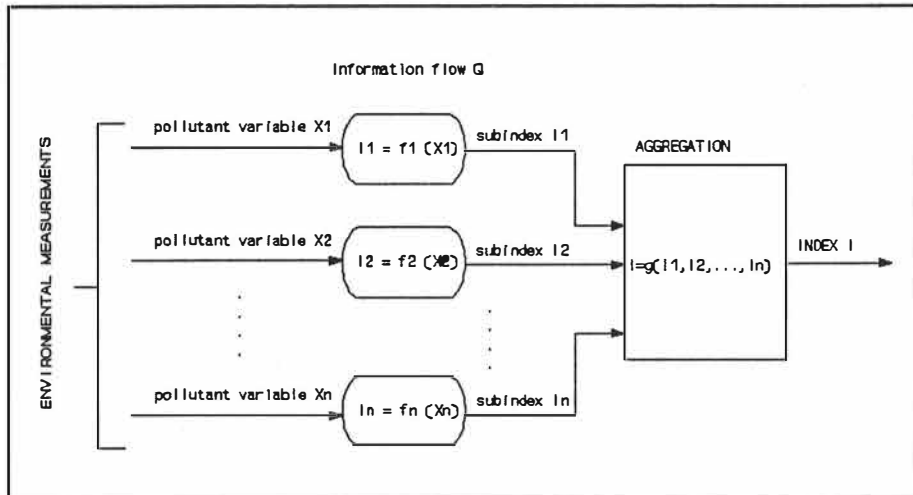 Information flow Q
ENVIRONMENTAL MEASUREMENTS
pollutant variable X1
I1 = f1 (X1)
subindex I1
AGGREGATION
pollutant variable X2
I2 = f2 (X2)
subindex I2
I=g(I1,I2,...,In)
INDEX I
pollutant variable Xn
In = fn (Xn)
subindex In